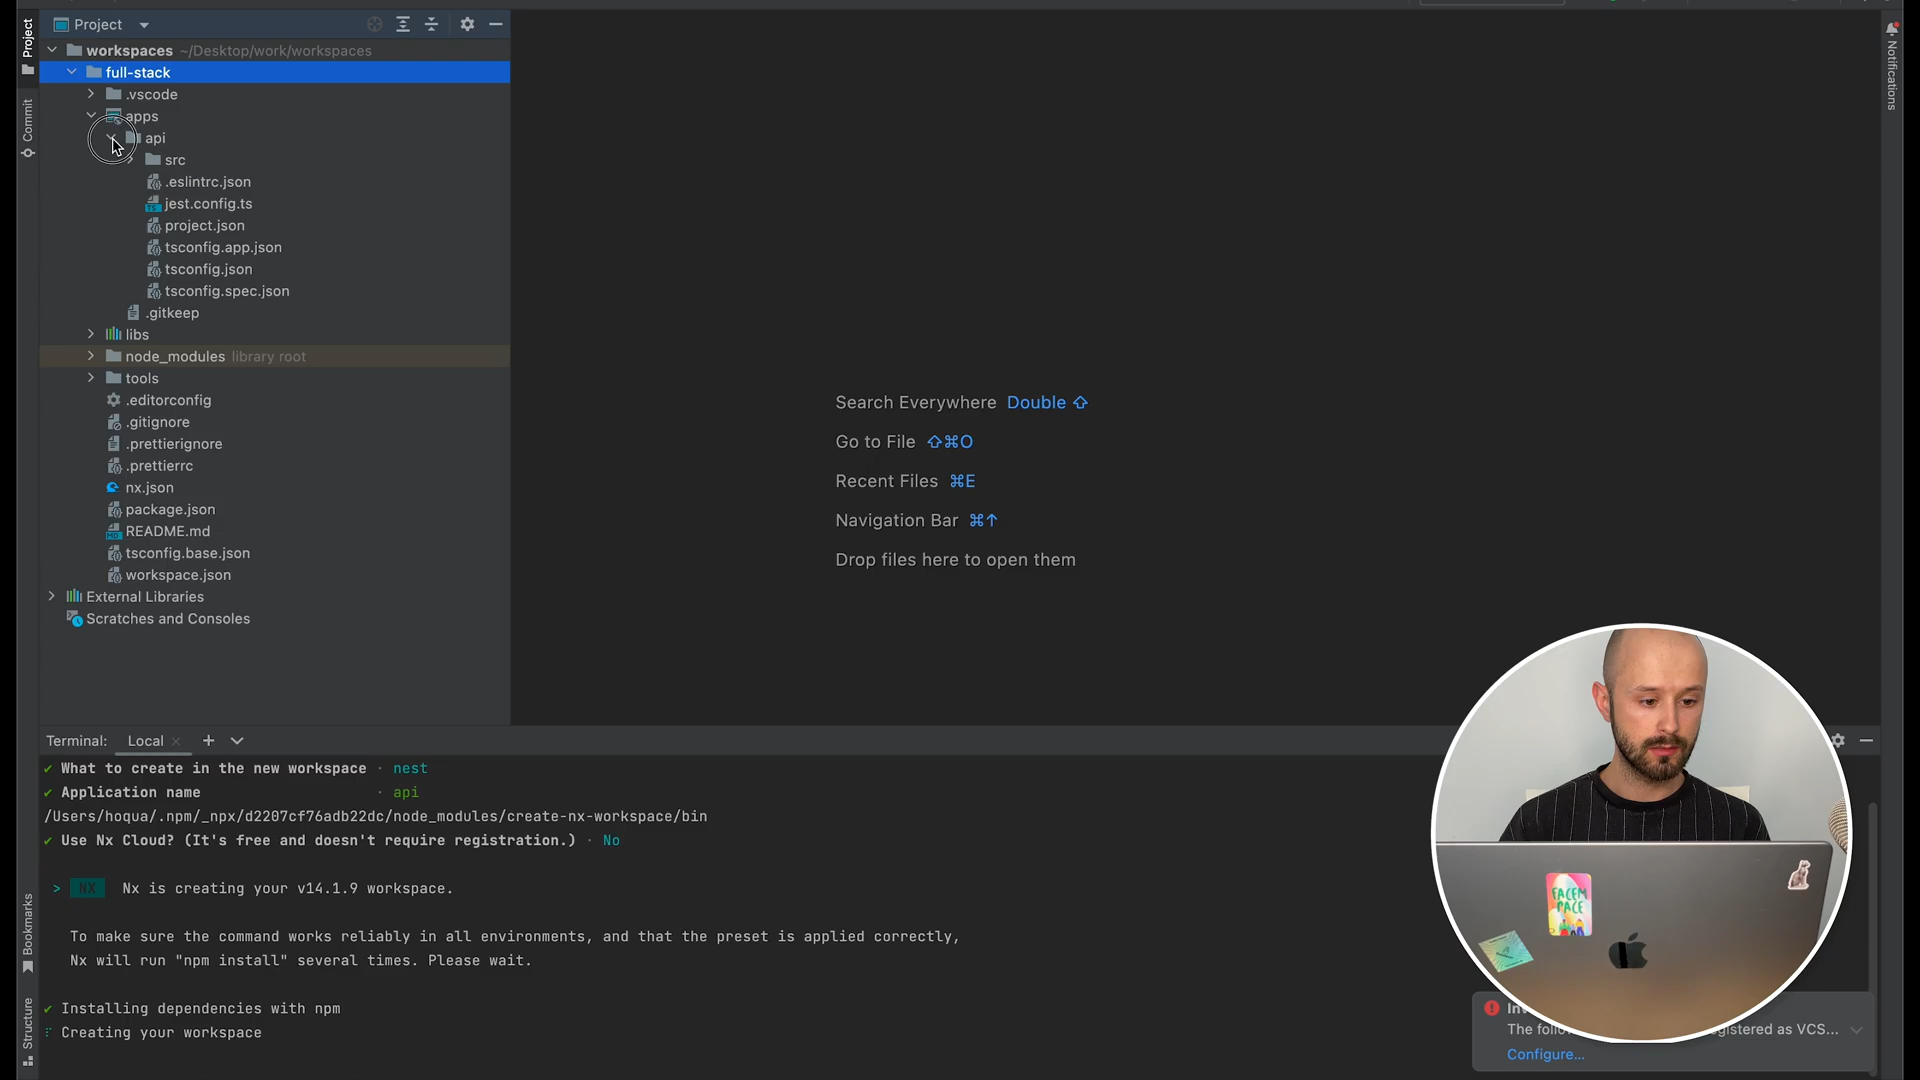 Project
workspaces ~/Desktop/work/workspaces
full-stack
.vscode
apps
api
src
.eslintrc.json
jest.config.ts
project.json
tsconfig.app.json
tsconfig.json
tsconfig.spec.json
.gitkeep
libs
node_modules library root
tools
.editorconfig
.gitignore
.prettierignore
.prettierrc
nx.json
package.json
README.md
tsconfig.base.json
workspace.json
External Libraries
Scratches and Consoles
Project
Commit
Bookmarks
Structure
Notifications
Search Everywhere Double ⇧
Go to File ⇧⌘O
Recent Files ⌘E
Navigation Bar ⌘↑
Drop files here to open them
Terminal: Local
✔ What to create in the new workspace · nest
✔ Application name · api
/Users/hoqua/.npm/_npx/d2207cf76adb22dc/node_modules/create-nx-workspace/bin
✔ Use Nx Cloud? (It's free and doesn't require registration.) · No
> NX Nx is creating your v14.1.9 workspace.
To make sure the command works reliably in all environments, and that the preset is applied correctly,
Nx will run "npm install" several times. Please wait.
✔ Installing dependencies with npm
Creating your workspace
FACEM
PACE
The follo
gistered as VCS...
Configure...